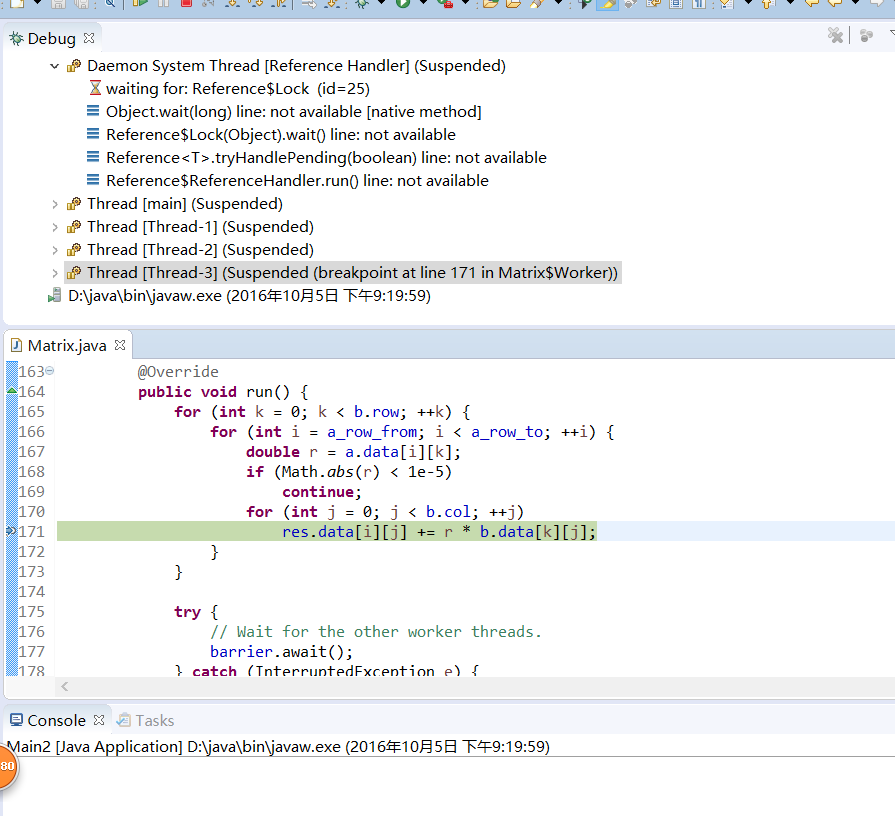 Debug
Daemon System Thread [Reference Handler] (Suspended)
waiting for: Reference$Lock (id=25)
Object.wait(long) line: not available [native method]
Reference$Lock(Object).wait() line: not available
Reference<T>.tryHandlePending(boolean) line: not available
Reference$ReferenceHandler.run() line: not available
Thread [main] (Suspended)
Thread [Thread-1] (Suspended)
Thread [Thread-2] (Suspended)
Thread [Thread-3] (Suspended (breakpoint at line 171 in Matrix$Worker))
D:\java\bin\javaw.exe (2016年10月5日 下午9:19:59)
Matrix.java
163 @Override
164 public void run() {
165 for (int k = 0; k < b.row; ++k) {
166 for (int i = a_row_from; i < a_row_to; ++i) {
167 double r = a.data[i][k];
168 if (Math.abs(r) < 1e-5)
169 continue;
170 for (int j = 0; j < b.col; ++j)
171 res.data[i][j] += r * b.data[k][j];
172 }
173 }
174
175 try {
176 // Wait for the other worker threads.
177 barrier.await();
178 } catch (InterruptedException e) {
Console Tasks
Main2 [Java Application] D:\java\bin\javaw.exe (2016年10月5日 下午9:19:59)
80